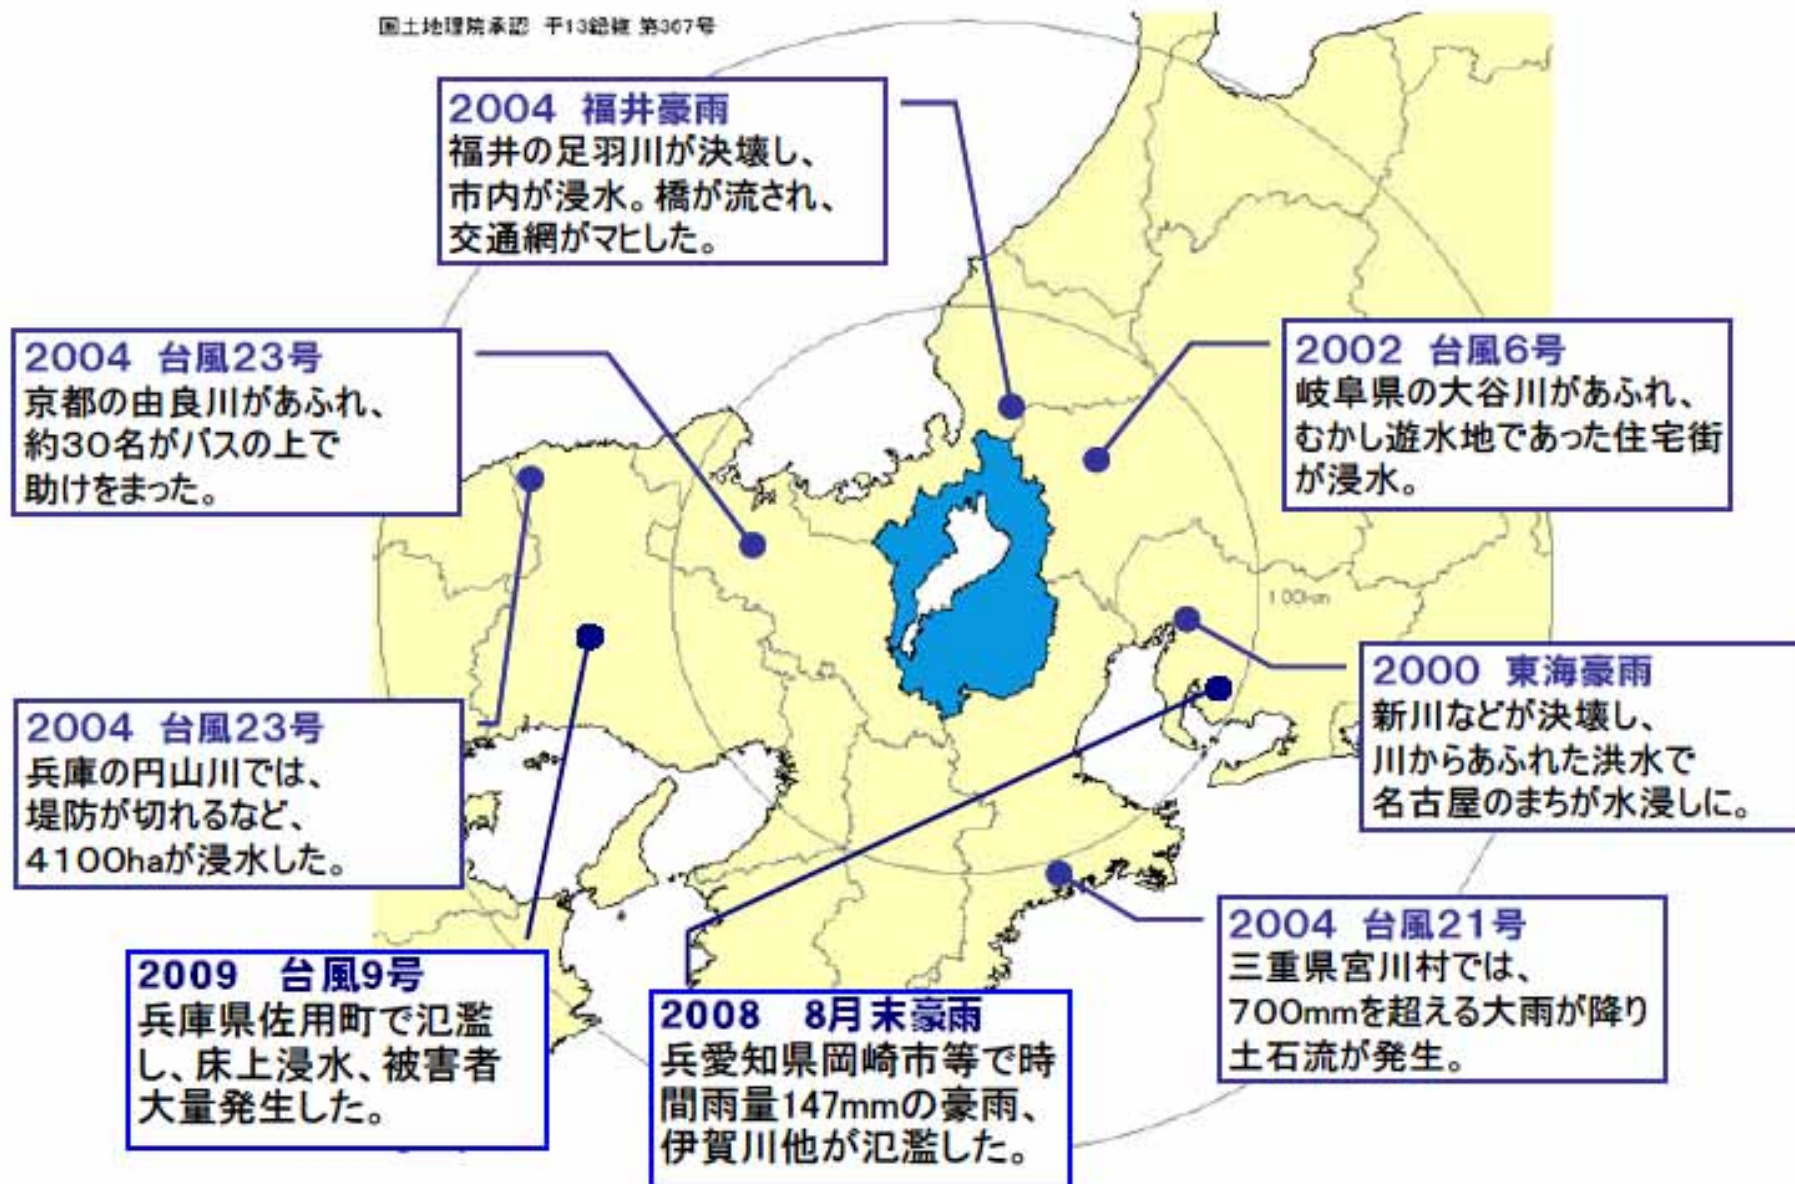 国土地理院承認 平13総複 第367号
2004 福井豪雨
福井の足羽川が決壊し、
市内が浸水。橋が流され、
交通網がマヒした。
2004 台風23号
京都の由良川があふれ、
約30名がバスの上で
助けをまった。
2002 台風6号
岐阜県の大谷川があふれ、
むかし遊水地であった住宅街
が浸水。
100km
2004 台風23号
兵庫の円山川では、
堤防が切れるなど、
4100haが浸水した。
2000 東海豪雨
新川などが決壊し、
川からあふれた洪水で
名古屋のまちが水浸しに。
2009 台風9号
兵庫県佐用町で氾濫
し、床上浸水、被害者
大量発生した。
2008 8月末豪雨
兵愛知県岡崎市等で時
間雨量147mmの豪雨、
伊賀川他が氾濫した。
2004 台風21号
三重県宮川村では、
700mmを超える大雨が降り
土石流が発生。